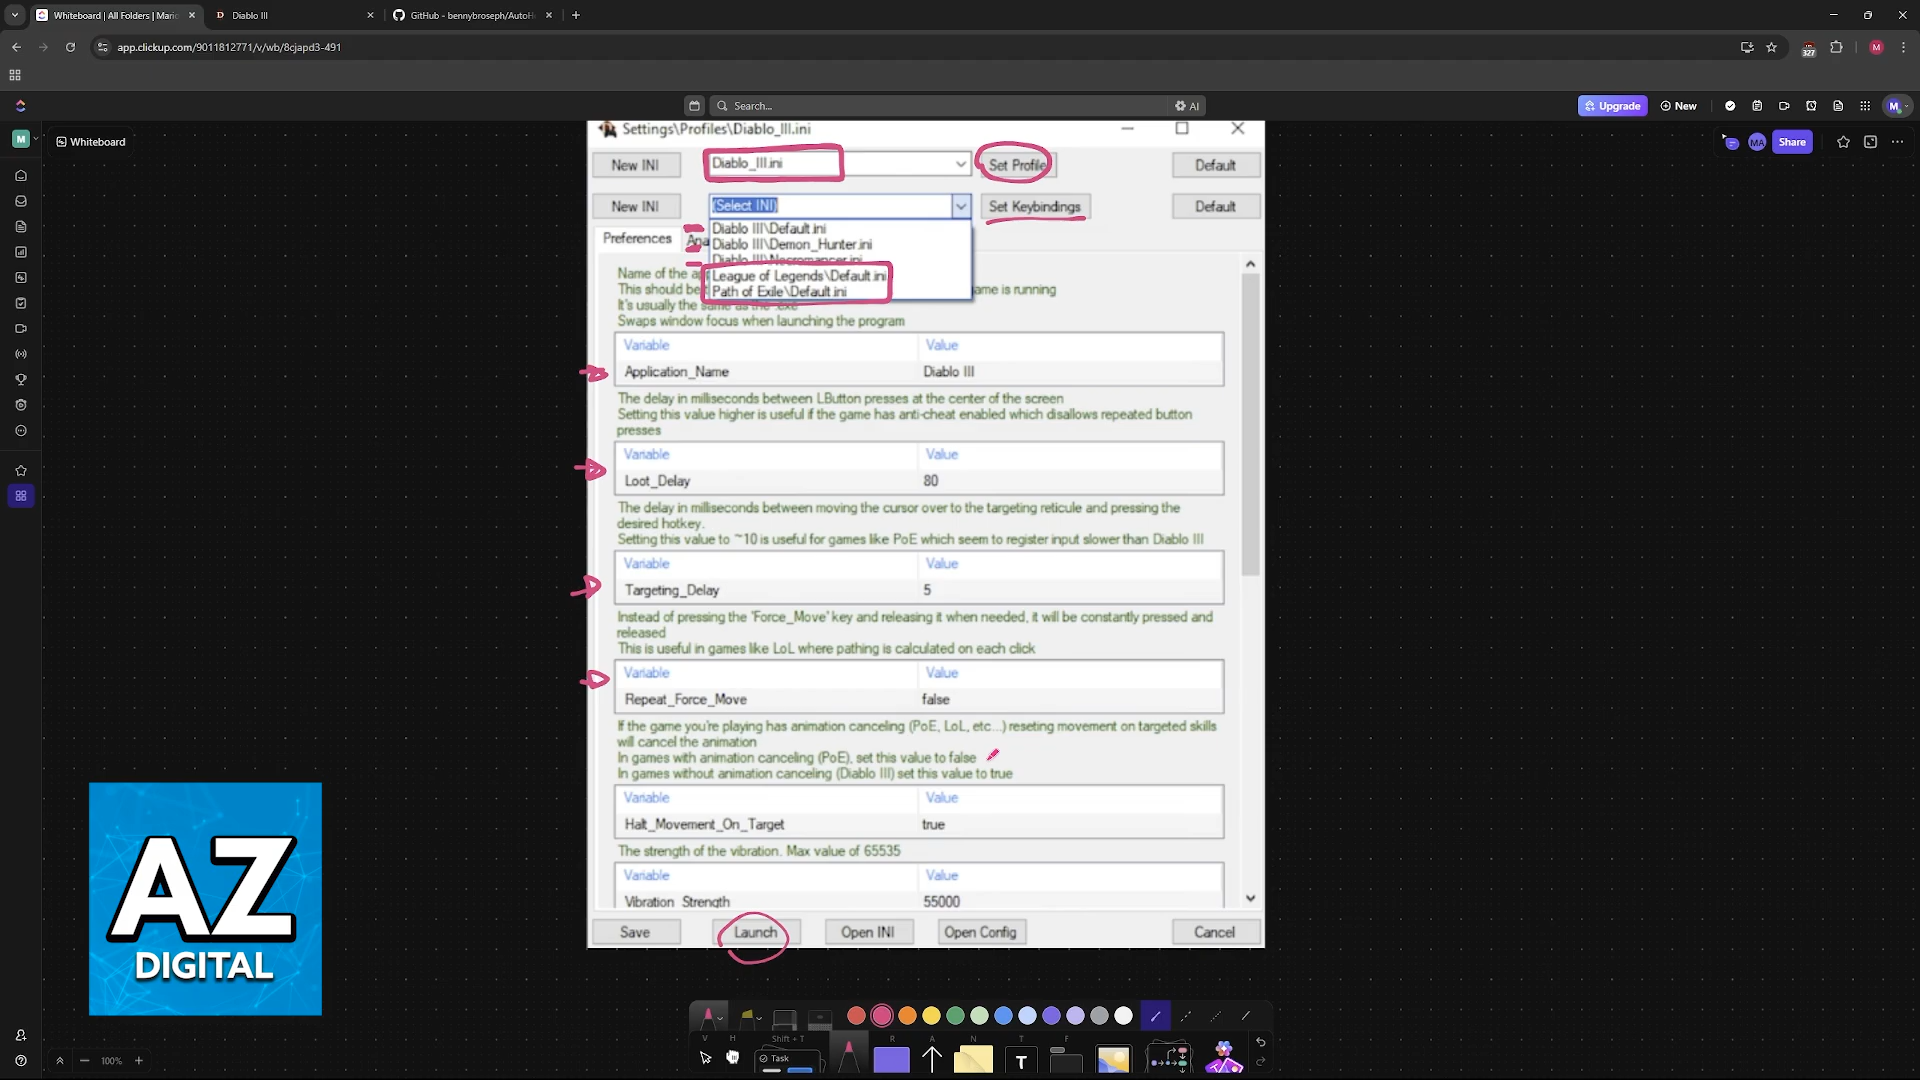 Whiteboard | All Folders | Mario
Diablo III
GitHub - bennybroseph/AutoH
app.clickup.com/9011812771/v/wb/8cjapd3-491
M
327
Search...
AI
Upgrade
New
M
M
Whiteboard
MA
Share
Settings\Profiles\Diablo_III.ini
New INI
Diablo_III.ini
Set Profile
Default
New INI
(Select INI)
Set Keybindings
Default
Preferences
Ana
Diablo III\Default.ini
Diablo III\Demon_Hunter.ini
Diablo III\Necromancer.ini
League of Legends\Default.ini
Path of Exile\Default.ini
Name of the ap
This should be
ame is running
It's usually the same as the .exe
Swaps window focus when launching the program
Variable
Value
Application_Name
Diablo III
The delay in milliseconds between LButton presses at the center of the screen
Setting this value higher is useful if the game has anti-cheat enabled which disallows repeated button
presses
Variable
Value
Loot_Delay
80
The delay in milliseconds between moving the cursor over to the targeting reticule and pressing the
desired hotkey.
Setting this value to ~10 is useful for games like PoE which seem to register input slower than Diablo III
Variable
Value
Targeting_Delay
5
Instead of pressing the 'Force_Move' key and releasing it when needed, it will be constantly pressed and
released
This is useful in games like LoL where pathing is calculated on each click
Variable
Value
Repeat_Force_Move
false
If the game you're playing has animation canceling (PoE, LoL, etc...) reseting movement on targeted skills
will cancel the animation
In games with animation canceling (PoE), set this value to false
In games without animation canceling (Diablo III) set this value to true
Variable
Value
Halt_Movement_On_Target
true
The strength of the vibration. Max value of 65535
Variable
Value
Vibration_Strength
55000
Save
Launch
Open INI
Open Config
Cancel
AZ
DIGITAL
V
H
Shift + T
R
A
N
T
F
Task
T
100%